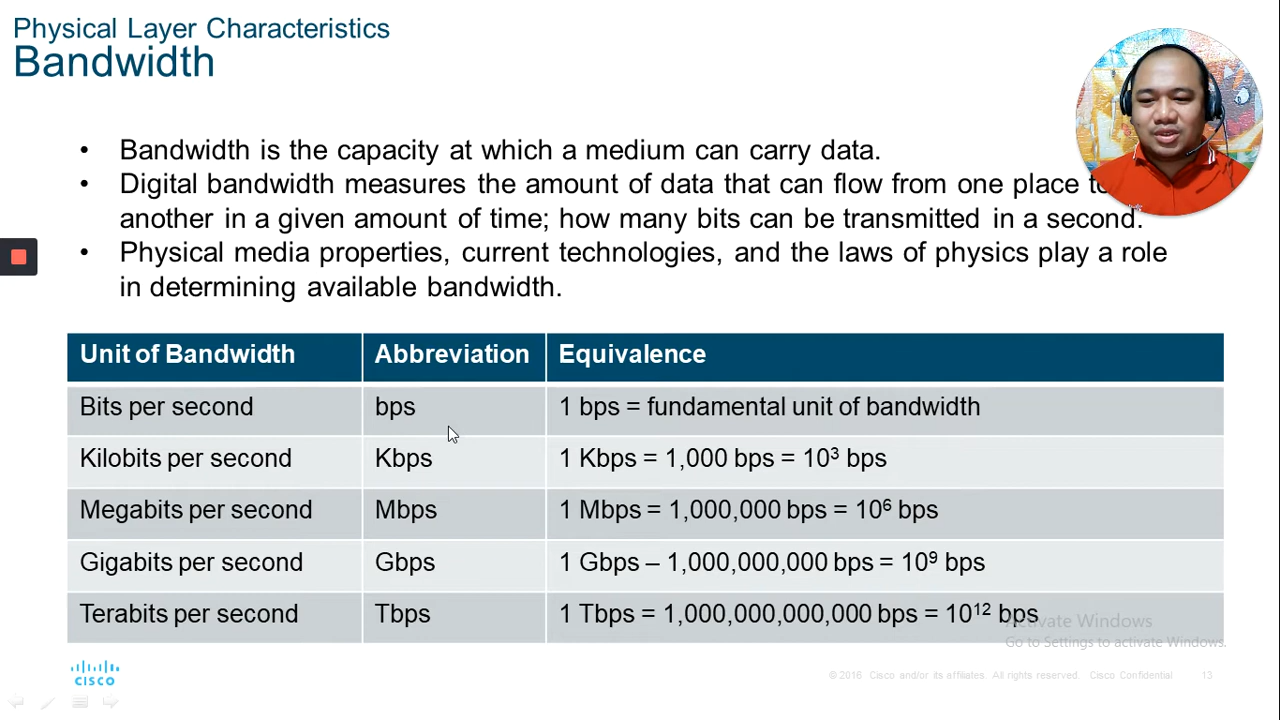 Physical Layer Characteristics
Bandwidth
• Bandwidth is the capacity at which a medium can carry data.
• Digital bandwidth measures the amount of data that can flow from one place to
another in a given amount of time; how many bits can be transmitted in a second.
• Physical media properties, current technologies, and the laws of physics play a role
in determining available bandwidth.
Unit of Bandwidth Abbreviation Equivalence
Bits per second bps 1 bps = fundamental unit of bandwidth
Kilobits per second Kbps 1 Kbps = 1,000 bps = 10³ bps
Megabits per second Mbps 1 Mbps = 1,000,000 bps = 10⁶ bps
Gigabits per second Gbps 1 Gbps – 1,000,000,000 bps = 10⁹ bps
Terabits per second Tbps 1 Tbps = 1,000,000,000,000 bps = 10¹² bps
Activate Windows
Go to Settings to activate Windows.
CISCO
© 2016 Cisco and/or its affiliates. All rights reserved. Cisco Confidential 13